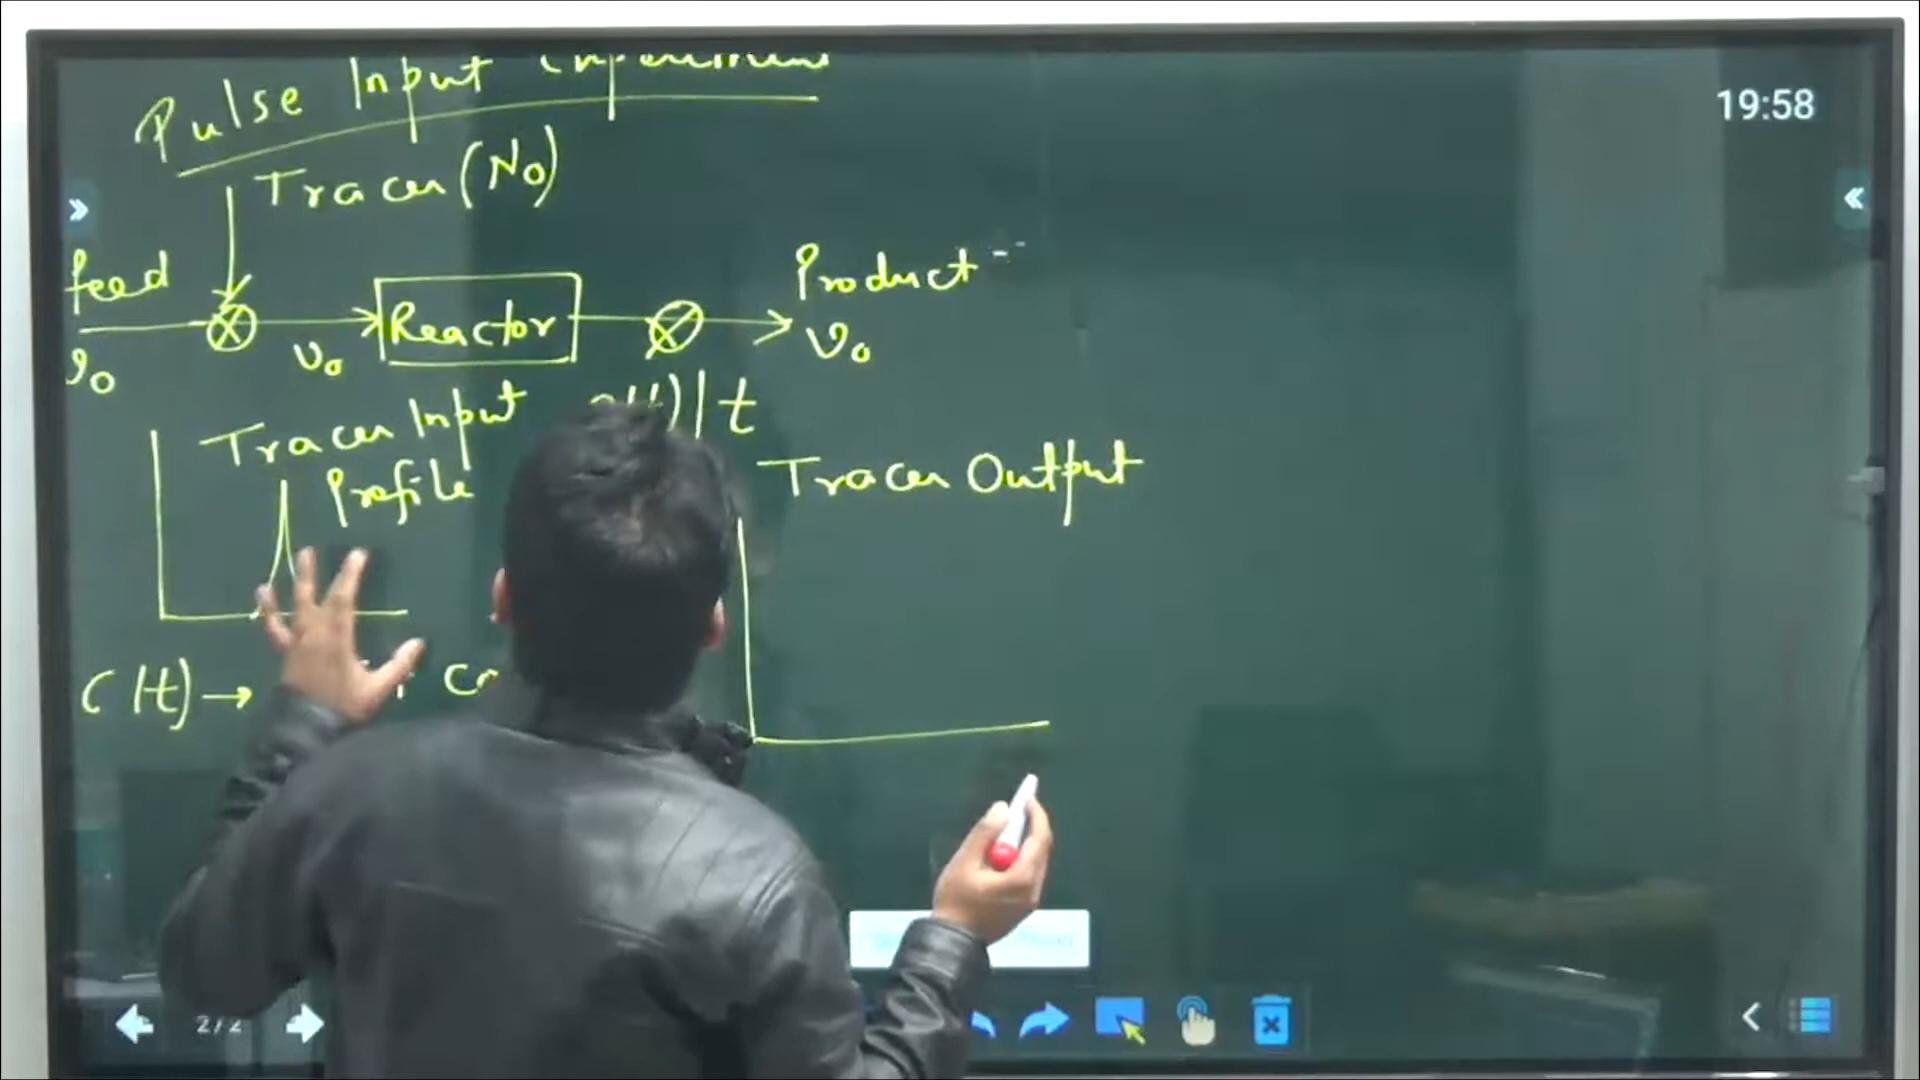 Pulse Input Experiment
19:58
Tracer (N₀)
feed
Product
Reactor
v₀
v₀
v₀
Tracer Input
Profile
| t
Tracer Output
C(t) →
2/2